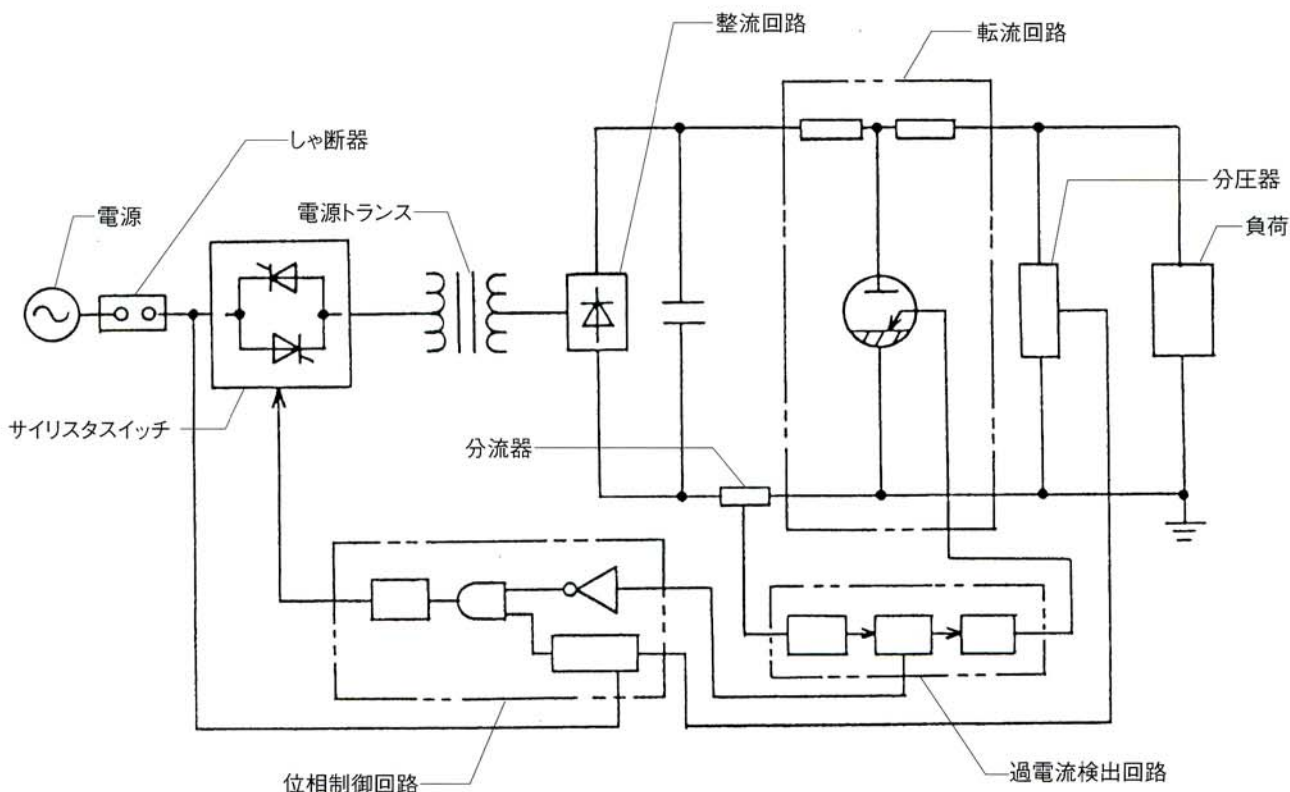 整流回路
転流回路
しゃ断器
電源
電源トランス
分圧器
負荷
サイリスタスイッチ
分流器
位相制御回路
過電流検出回路